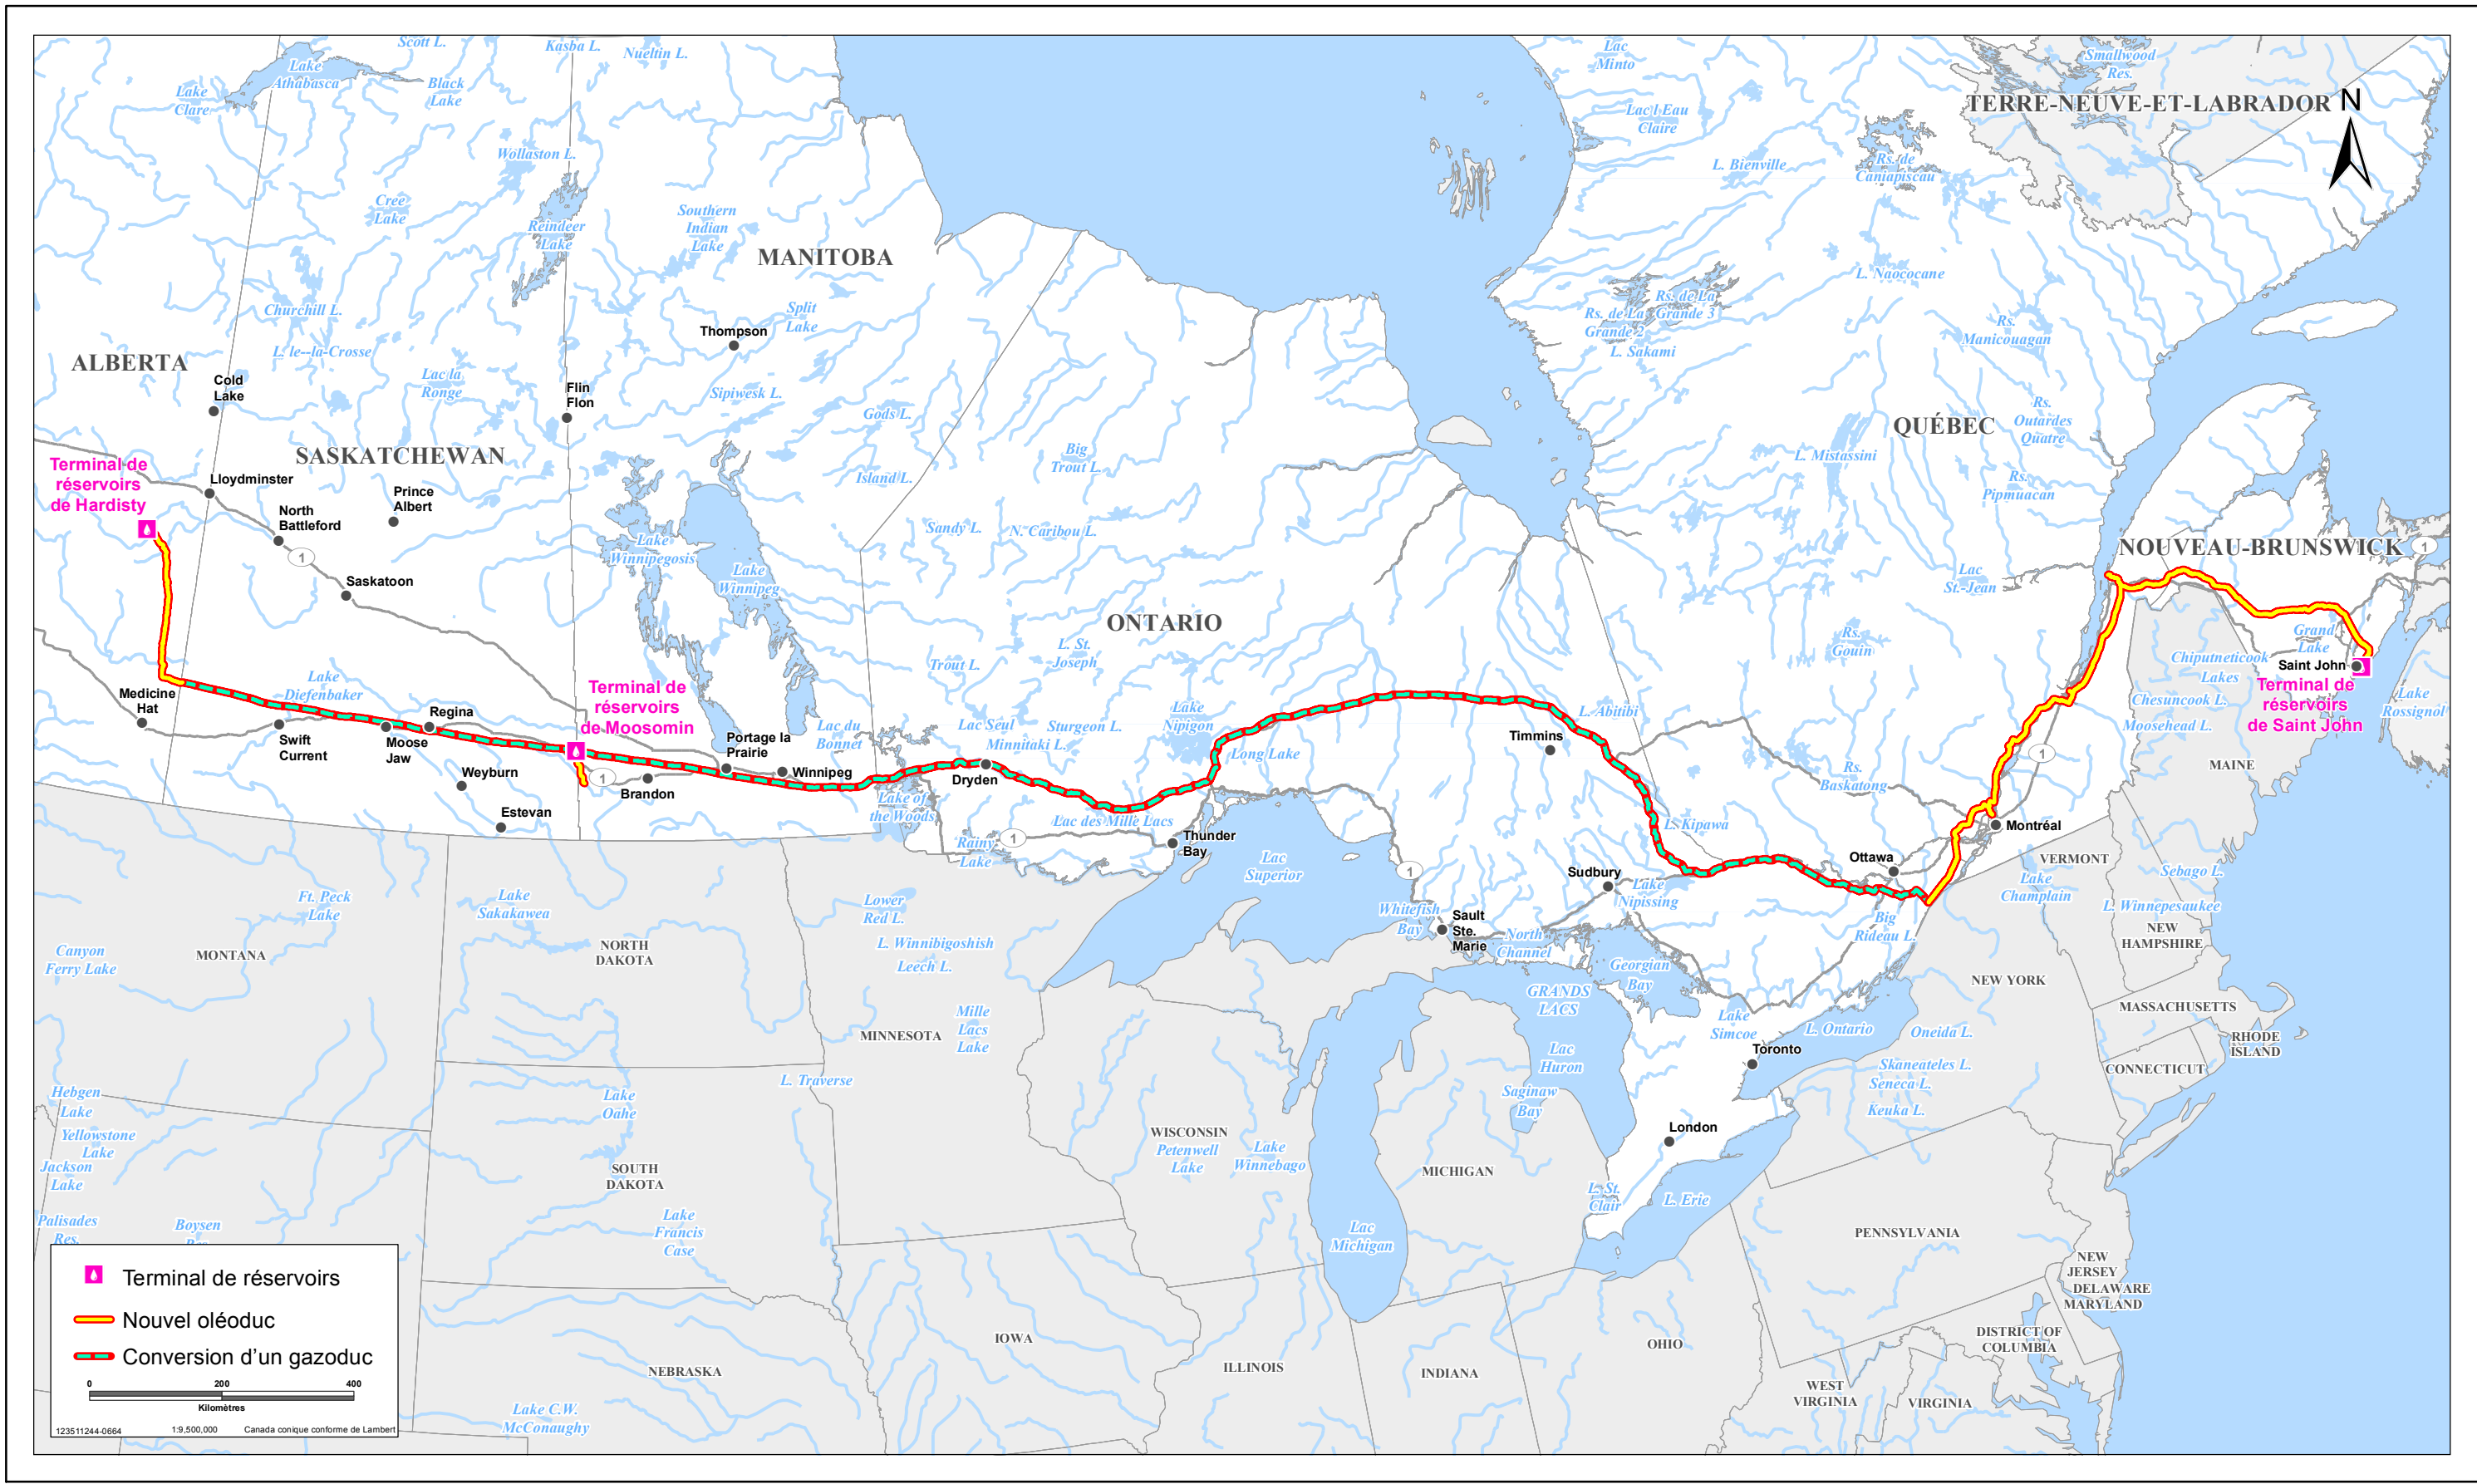 Scott L.
Kasba L.
Nueltin L.
Lac
Minto
Smallwood
Res.
Lake
Athabasca
Lake
Clare
Black
Lake
TERRE-NEUVE-ET-LABRADOR
N
Lac l Eau
Claire
Wollaston L.
L. Bienville
Rs. de
Caniapiscau
Cree
Lake
Reindeer
Lake
Southern
Indian
Lake
MANITOBA
L. Naococane
Churchill L.
Split
Lake
Thompson
Rs. de La
Grande 3
Rs. de La
Grande 2
L. Sakami
Rs.
Manicouagan
L. Ie--la-Crosse
ALBERTA
Cold
Lake
Lac la
Ronge
Flin
Flon
Sipiwesk L.
Gods L.
Rs.
Outardes
Quatre
QUÉBEC
SASKATCHEWAN
Big
Trout L.
L. Mistassini
Terminal de
réservoirs
de Hardisty
Lloydminster
Prince
Albert
Island L.
Rs.
Pipmuacan
North
Battleford
1
Sandy L.
N. Caribou L.
Lake
Winnipegosis
Lake
Winnipeg
NOUVEAU-BRUNSWICK
1
Saskatoon
Lac
St.-Jean
ONTARIO
Rs.
Gouin
Grand
Lake
L. St.
Joseph
Trout L.
Chiputneticook
Lakes
Saint John
Terminal de
réservoirs
de Saint John
Medicine
Hat
Lake
Diefenbaker
Terminal de
réservoirs
de Moosomin
Regina
Swift
Current
Moose
Jaw
Weyburn
Estevan
1
Brandon
Portage la
Prairie
Winnipeg
Lac du
Bonnet
Lac Seul
Minnitaki L.
Sturgeon L.
Lake
Nipigon
Long Lake
L. Abitibi
Timmins
Chesuncook L.
Moosehead L.
Lake
Rossignol
MAINE
1
Rs.
Baskatong
Dryden
Lake of
the Woods
Lac des Mille Lacs
Thunder
Bay
1
Rainy
Lake
L. Kipawa
Montréal
Ottawa
VERMONT
Lac
Superior
1
Sudbury
Lake
Nipissing
Lake
Champlain
Sebago L.
L. Winnepesaukee
Ft. Peck
Lake
Lake
Sakakawea
Lower
Red L.
Whitefish
Bay
Sault
Ste.
Marie
North
Channel
Big
Rideau L.
NEW
HAMPSHIRE
Canyon
Ferry Lake
MONTANA
NORTH
DAKOTA
L. Winnibigoshish
Leech L.
Georgian
Bay
GRANDS
LACS
NEW YORK
MASSACHUSETTS
Mille
Lacs
Lake
MINNESOTA
Lake
Simcoe
L. Ontario
Oneida L.
RHODE
ISLAND
Lac
Huron
Toronto
Skaneateles L.
Seneca L.
Keuka L.
CONNECTICUT
L. Traverse
Hebgen
Lake
Lake
Oahe
Saginaw
Bay
Yellowstone
Lake
Jackson
Lake
WISCONSIN
Petenwell
Lake
Lake
Winnebago
London
SOUTH
DAKOTA
MICHIGAN
L. St.
Clair
L. Erie
Palisades
Res.
Boysen
Lake
Francis
Case
Lac
Michigan
PENNSYLVANIA
NEW
JERSEY
DELAWARE
MARYLAND
Terminal de réservoirs
Nouvel oléoduc
Conversion d'un gazoduc
0 200 400
Kilomètres
123511244-0664 1:9,500,000 Canada conique conforme de Lambert
IOWA
NEBRASKA
ILLINOIS
INDIANA
OHIO
DISTRICT OF
COLUMBIA
WEST
VIRGINIA
VIRGINIA
Lake C.W.
McConaughy